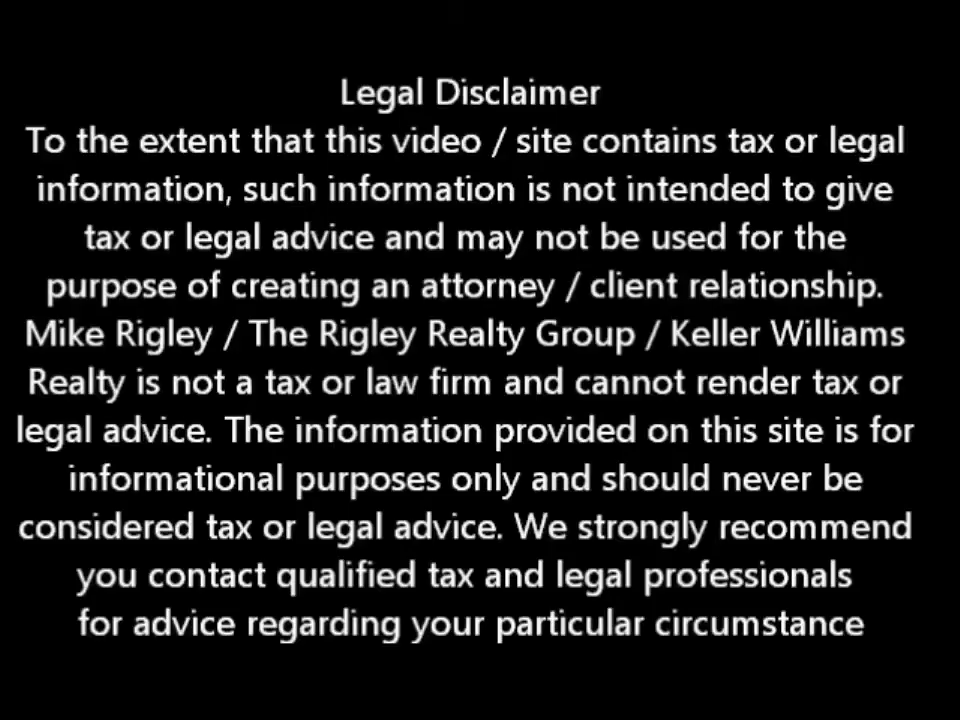 Legal Disclaimer
To the extent that this video / site contains tax or legal
information, such information is not intended to give
tax or legal advice and may not be used for the
purpose of creating an attorney / client relationship.
Mike Rigley / The Rigley Realty Group / Keller Williams
Realty is not a tax or law firm and cannot render tax or
legal advice. The information provided on this site is for
informational purposes only and should never be
considered tax or legal advice. We strongly recommend
you contact qualified tax and legal professionals
for advice regarding your particular circumstance